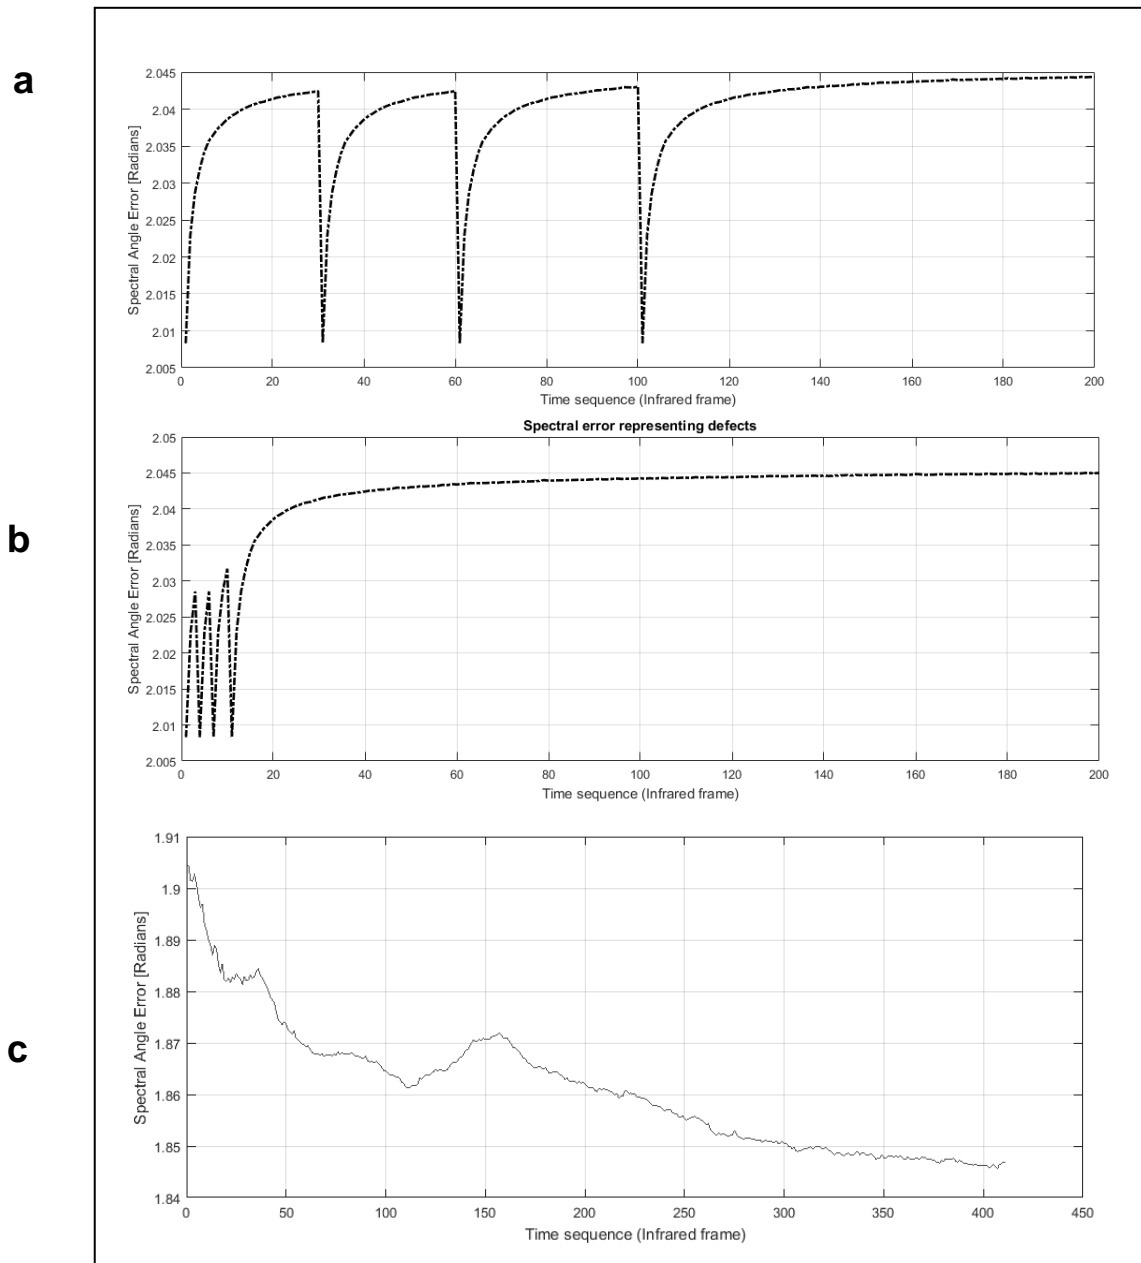 a
2.045
2.04
2.035
2.03
2.025
2.02
2.015
2.01
2.005
Spectral Angle Error [Radians]
0 20 40 60 80 100 120 140 160 180 200
Time sequence (Infrared frame)
b
Spectral error representing defects
2.05
2.045
2.04
2.035
2.03
2.025
2.02
2.015
2.01
2.005
Spectral Angle Error [Radians]
0 20 40 60 80 100 120 140 160 180 200
Time sequence (Infrared frame)
c
1.91
1.9
1.89
1.88
1.87
1.86
1.85
1.84
Spectral Angle Error [Radians]
0 50 100 150 200 250 300 350 400 450
Time sequence (Infrared frame)